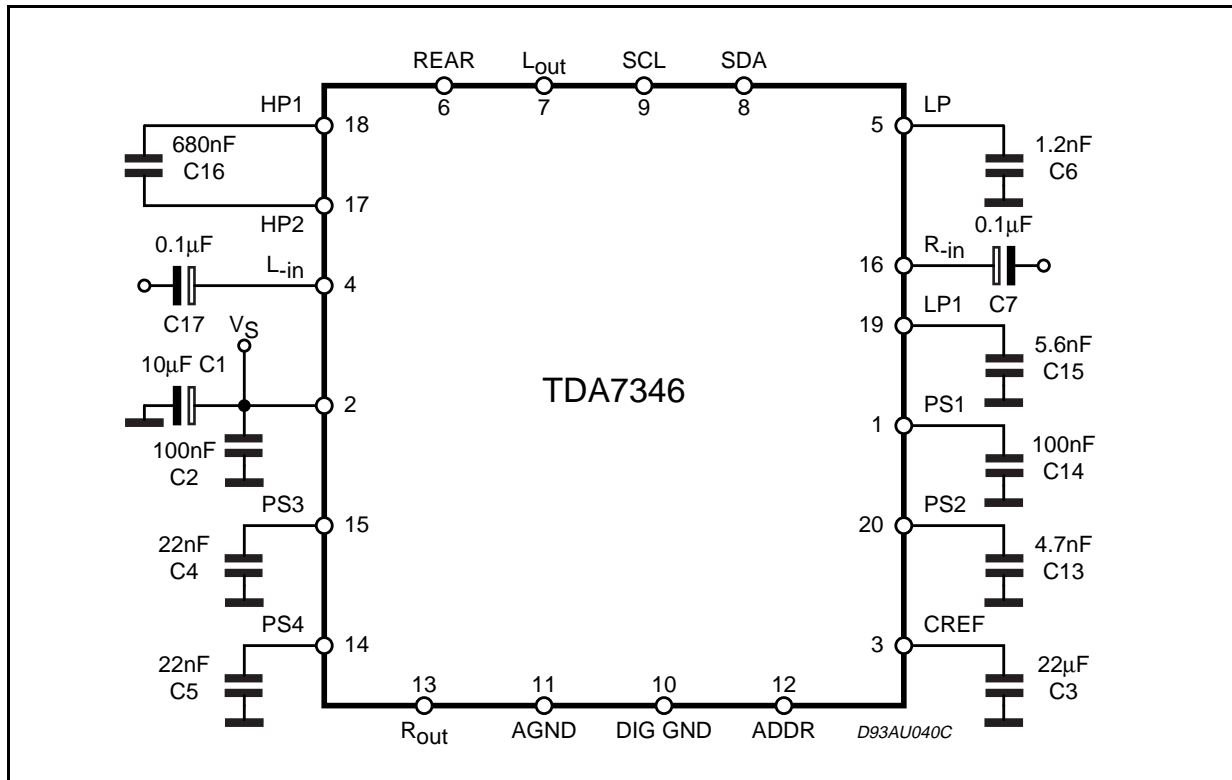 REAR
L_out
SCL
SDA
6
7
9
8
HP1
18
680nF
C16
17
HP2
0.1µF
L-in
4
C17
V_S
10µF C1
2
100nF
C2
PS3
15
22nF
C4
PS4
14
22nF
C5
TDA7346
LP
5
1.2nF
C6
0.1µF
R-in
16
C7
LP1
19
5.6nF
C15
PS1
1
100nF
C14
PS2
20
4.7nF
C13
CREF
3
22µF
C3
13
11
10
12
R_out
AGND
DIG GND
ADDR
D93AU040C